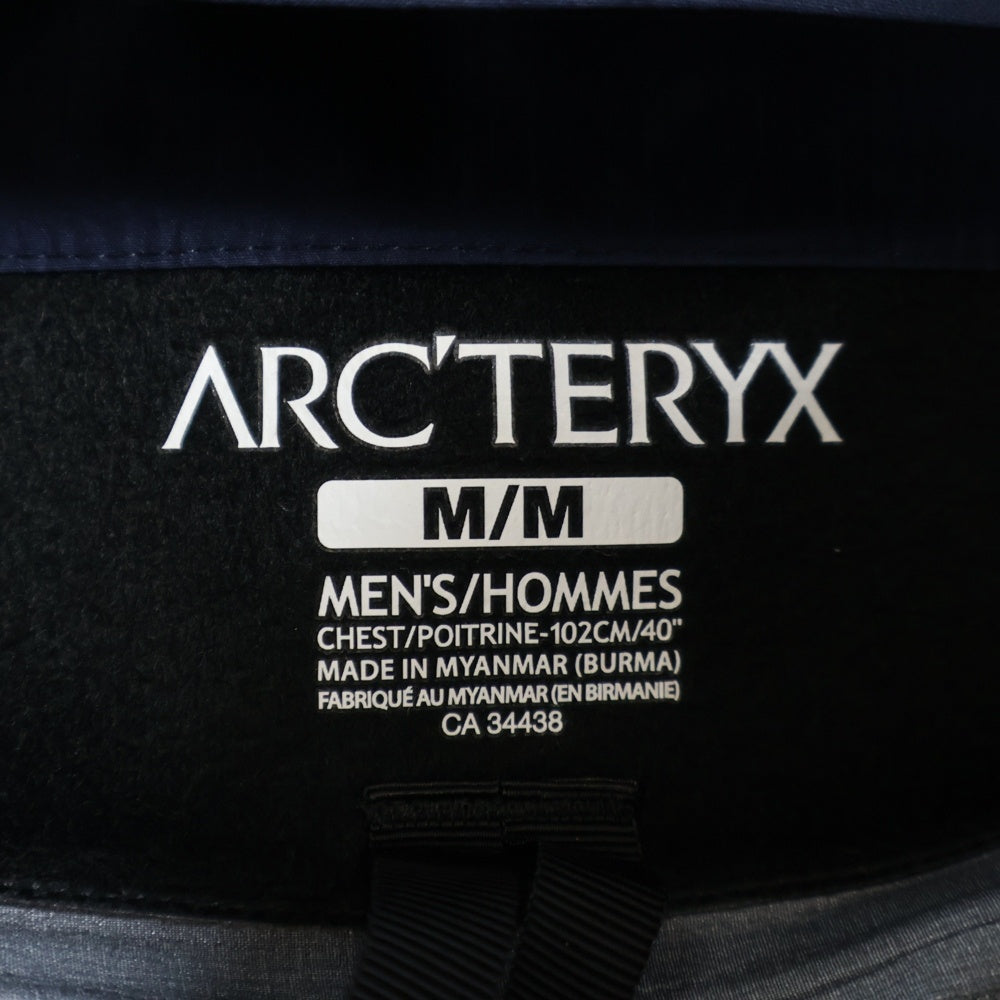 ARC'TERYX
M/M
MEN'S/HOMMES
CHEST/POITRINE-102CM/40"
MADE IN MYANMAR (BURMA)
FABRIQUÉ AU MYANMAR (EN BIRMANIE)
CA 34438